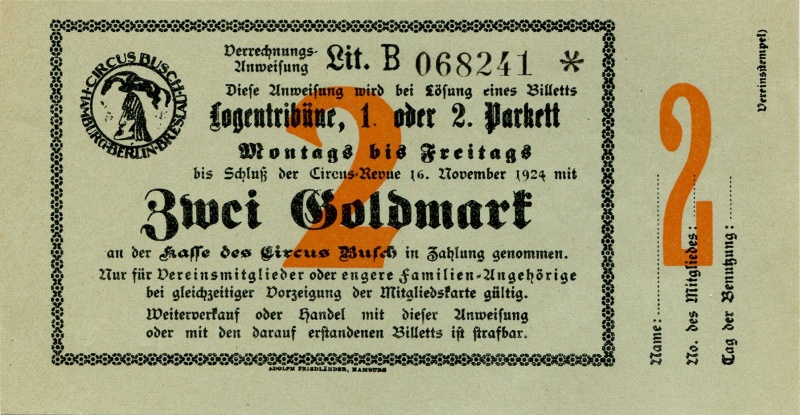 CIRCUS BUSCH
HAMBURG-BERLIN-BRESLAU
Verrechnungs-
Anweisung Lit. B 068241 *
Diese Anweisung wird bei Lösung eines Billetts
Logentribüne, 1. oder 2. Parkett
Montags bis Freitags
bis Schluß der Circus-Revue 16. November 1924 mit
Zwei Goldmark
an der Kasse des Circus Busch in Zahlung genommen.
Nur für Vereinsmitglieder oder engere Familien-Angehörige
bei gleichzeitiger Vorzeigung der Mitgliedskarte gültig.
Weiterverkauf oder Handel mit dieser Anweisung
oder mit den darauf erstandenen Billetts ist strafbar.
2
ADOLPH FRIEDLÄNDER, HAMBURG
2
Name:
No. des Mitgliedes:
Tag der Benutzung:
Vereinsstempel)